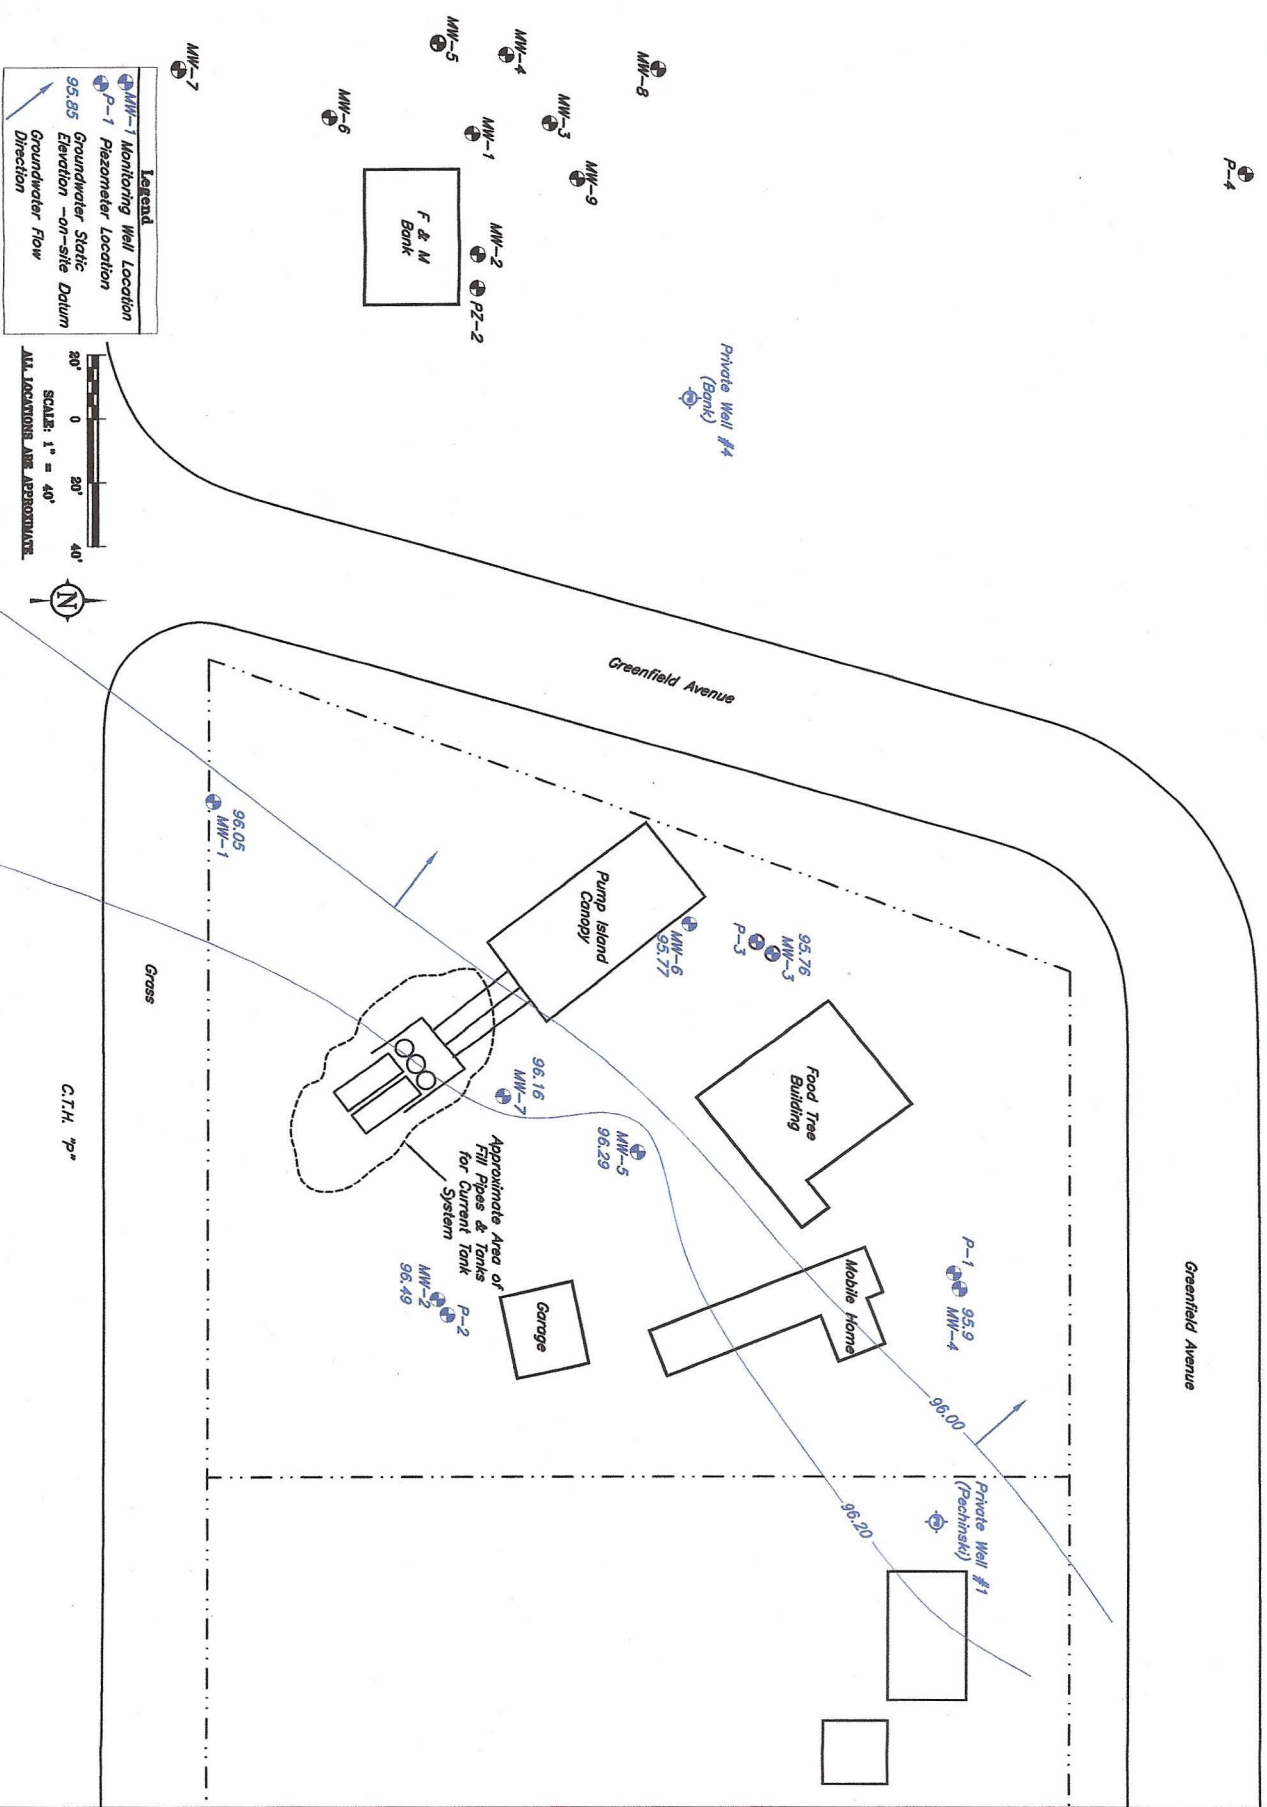 P-4
MW-8
MW-4
MW-5
MW-3
MW-9
MW-1
MW-6
MW-7
MW-2
PZ-2
F & M
Bank
Private Well #4
(Bank)
Greenfield Avenue
Greenfield Avenue
95.76
MW-3
P-3
MW-6
95.77
Pump Island
Canopy
Food Tree
Building
P-1
95.9
MW-4
Mobile Home
96.00
96.20
Private Well #1
(Pechinski)
96.16
MW-7
MW-5
96.29
Approximate Area of
Fill Pipes & Tanks
for Current Tank
System
Garage
P-2
MW-2
96.49
96.05
MW-1
Grass
C.T.H. "P"
Legend
MW-1 Monitoring Well Location
P-1 Piezometer Location
95.85 Groundwater Static
Elevation -on-site Datum
Groundwater Flow
Direction
20' 0 20' 40'
SCALE: 1" = 40'
ALL LOCATIONS ARE APPROXIMATE
N